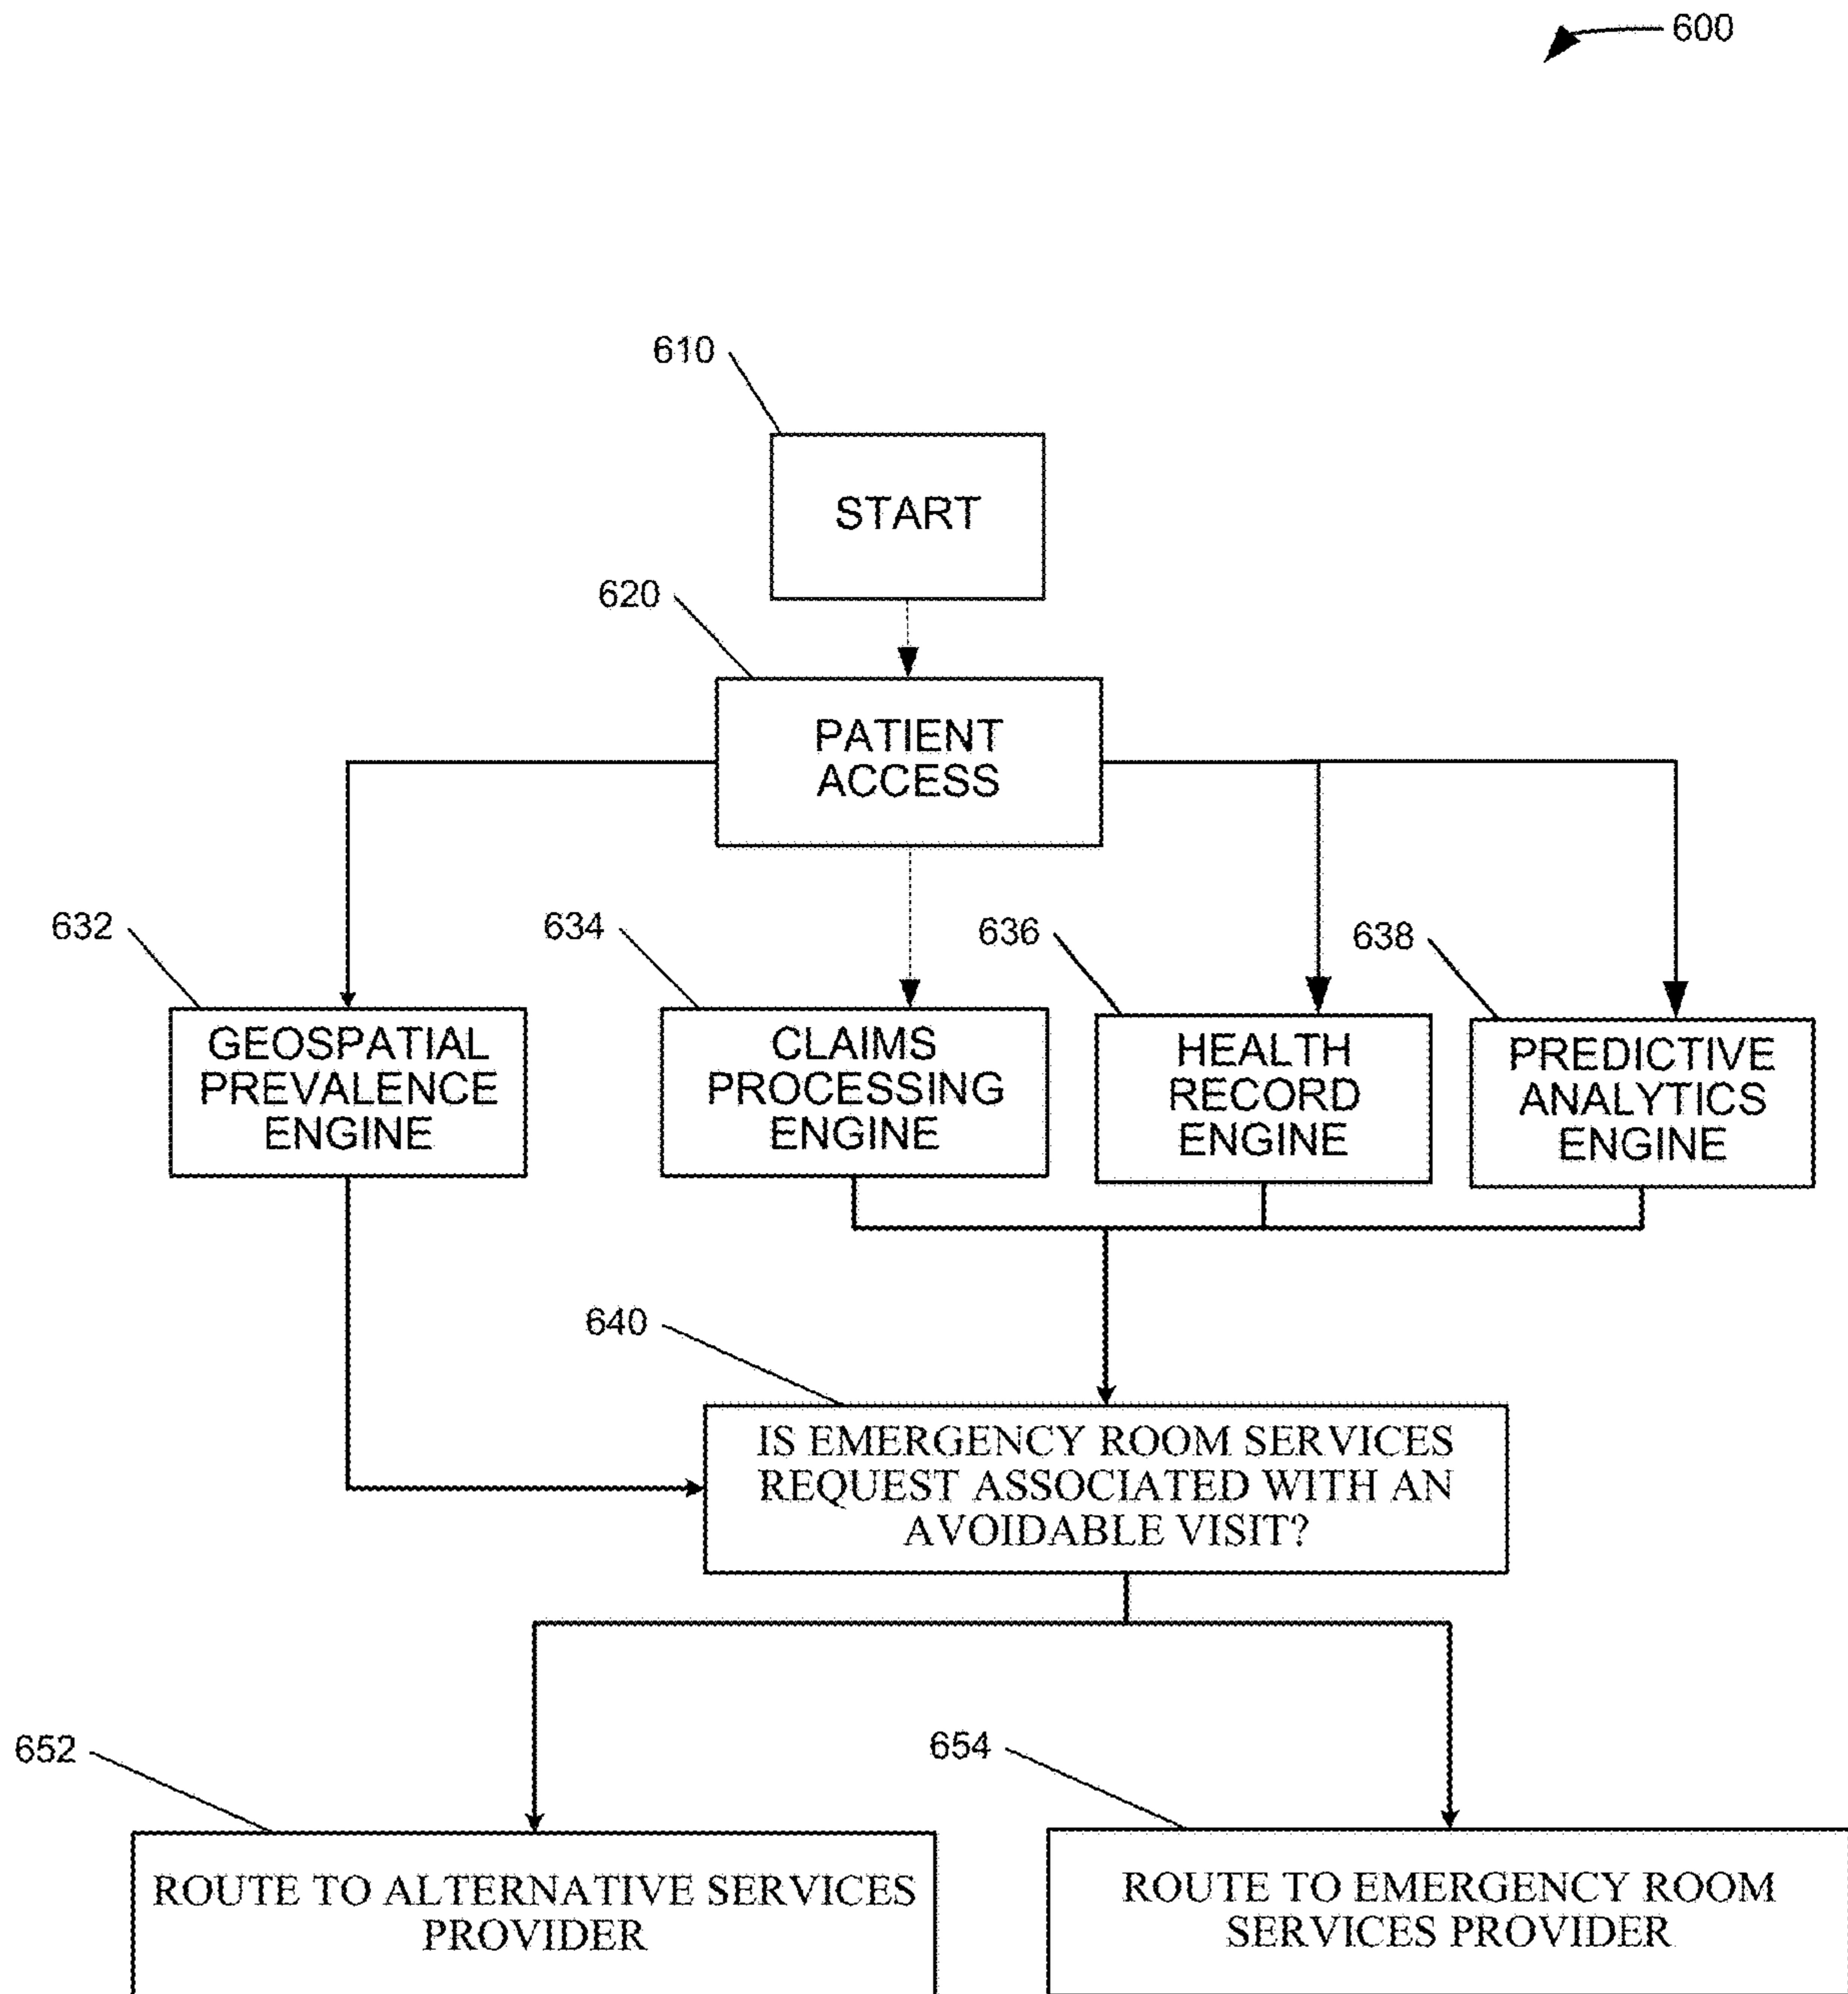 600
610
START
620
PATIENT
ACCESS
632
634
636
638
GEOSPATIAL
PREVALENCE
ENGINE
CLAIMS
PROCESSING
ENGINE
HEALTH
RECORD
ENGINE
PREDICTIVE
ANALYTICS
ENGINE
640
IS EMERGENCY ROOM SERVICES
REQUEST ASSOCIATED WITH AN
AVOIDABLE VISIT?
652
654
ROUTE TO ALTERNATIVE SERVICES
PROVIDER
ROUTE TO EMERGENCY ROOM
SERVICES PROVIDER